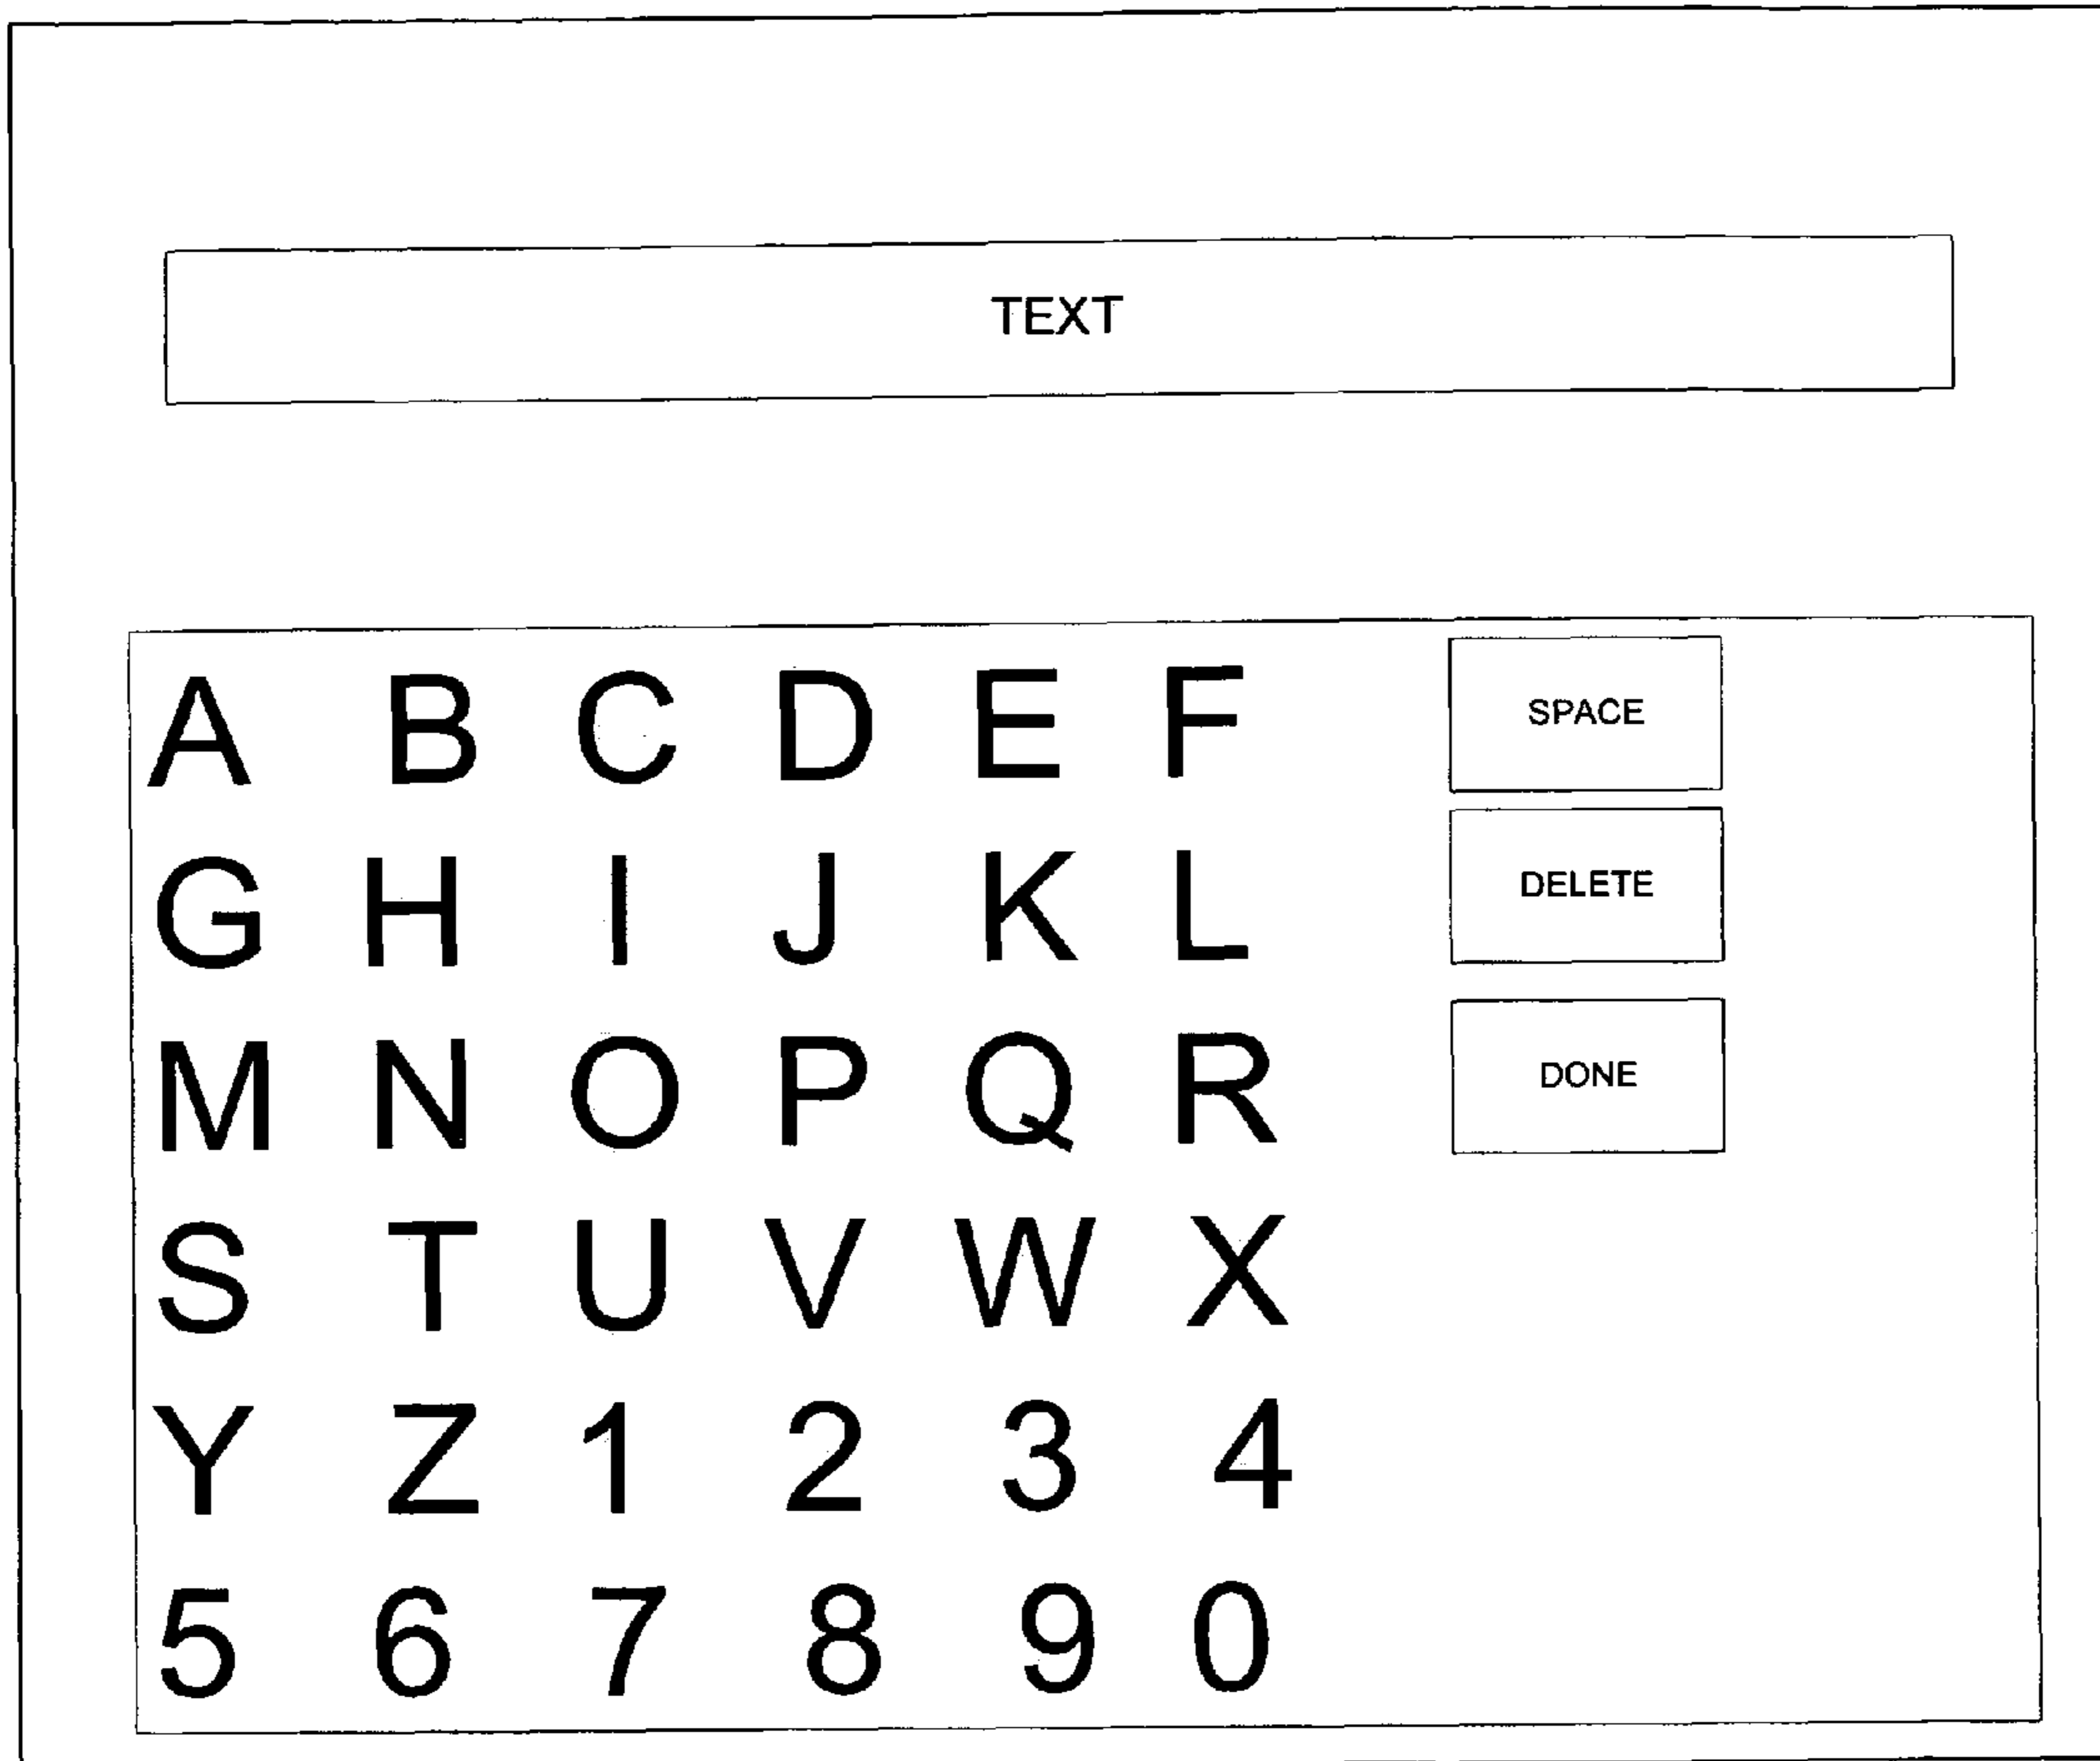 TEXT
A B C D E F SPACE
G H I J K L DELETE
M N O P Q R DONE
S T U V W X
Y Z 1 2 3 4
5 6 7 8 9 0